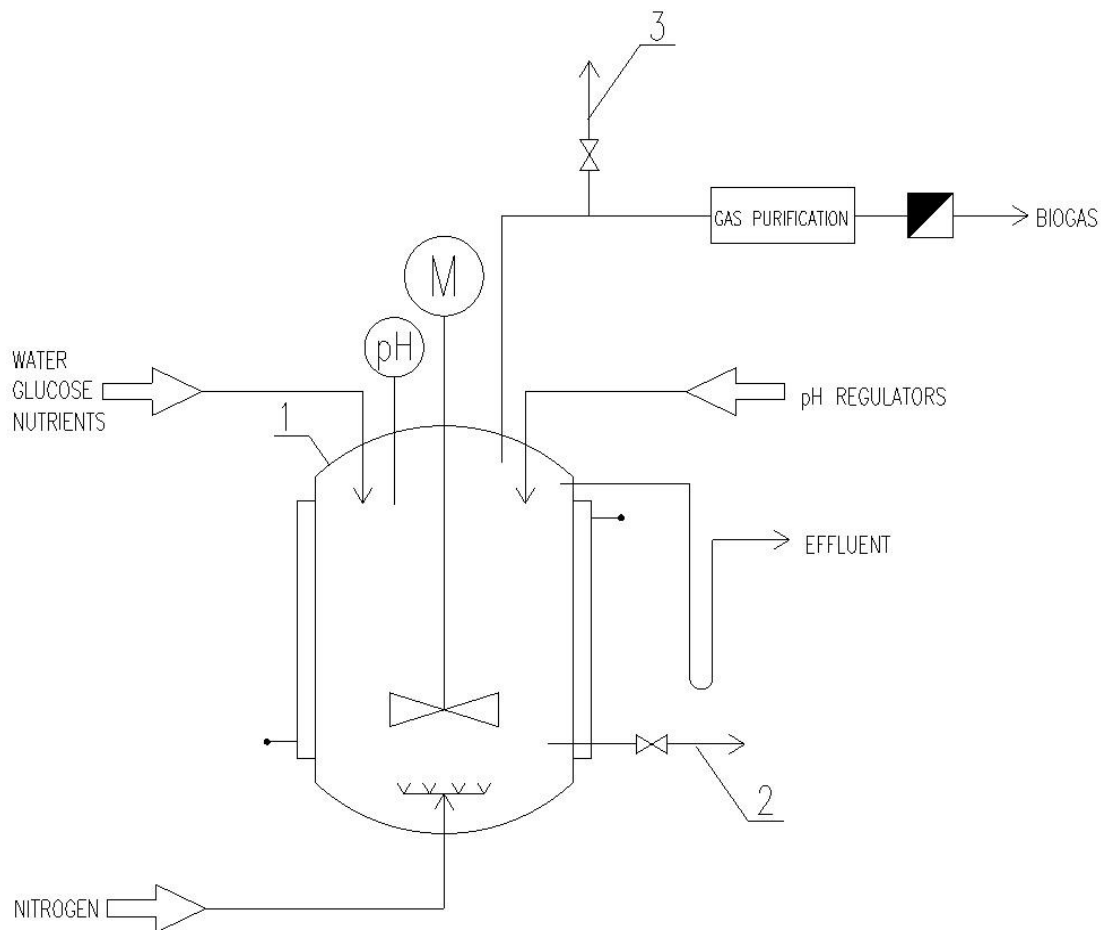 3
GAS PURIFICATION
BIOGAS
M
pH
WATER
GLUCOSE
NUTRIENTS
pH REGULATORS
1
EFFLUENT
2
NITROGEN